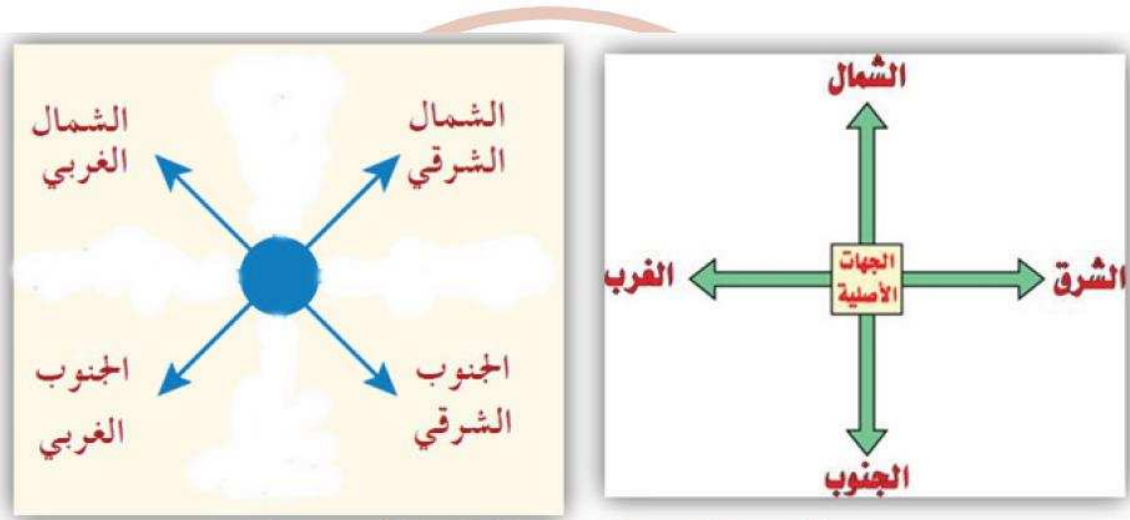 الشمال
الجهات
الأصلية
الشرق
الغرب
الجنوب
الشمال
الشرقي
الشمال
الغربي
الجنوب
الشرقي
الجنوب
الغربي